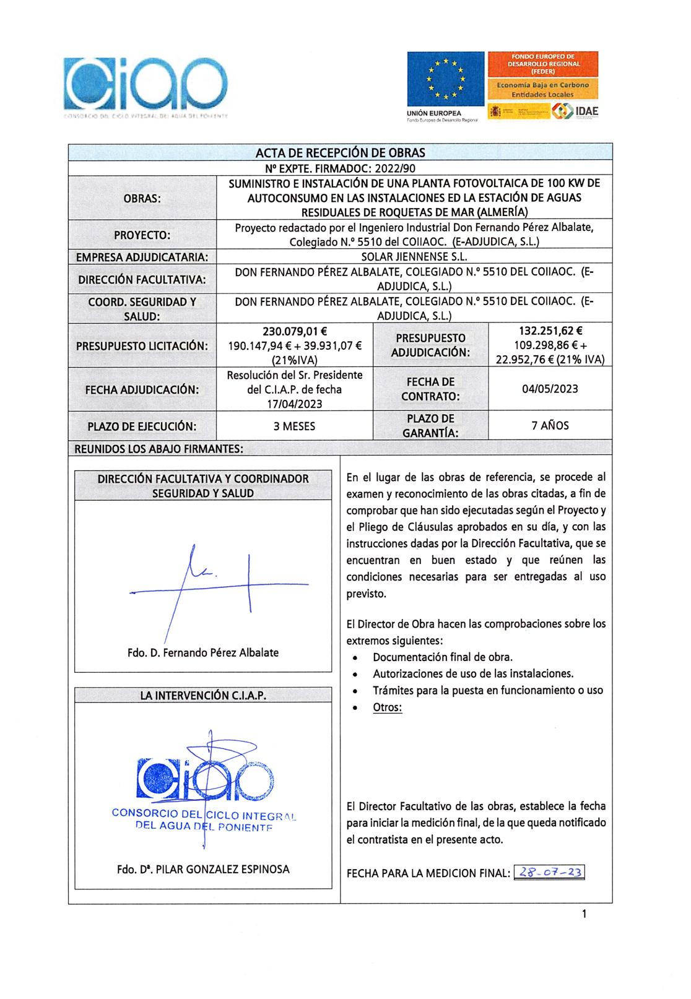 ciap
CONSORCIO DEL CICLO INTEGRAL DEL AGUA DEL PONIENTE
UNIÓN EUROPEA
Fondo Europeo de Desarrollo Regional
FONDO EUROPEO DE
DESARROLLO REGIONAL
(FEDER)
Economía Baja en Carbono
Entidades Locales
IDAE
ACTA DE RECEPCIÓN DE OBRAS
Nº EXPTE. FIRMADOC: 2022/90
OBRAS:
SUMINISTRO E INSTALACIÓN DE UNA PLANTA FOTOVOLTAICA DE 100 KW DE
AUTOCONSUMO EN LAS INSTALACIONES ED LA ESTACIÓN DE AGUAS
RESIDUALES DE ROQUETAS DE MAR (ALMERÍA)
PROYECTO:
Proyecto redactado por el Ingeniero Industrial Don Fernando Pérez Albalate,
Colegiado N.º 5510 del COIIAOC. (E-ADJUDICA, S.L.)
EMPRESA ADJUDICATARIA:
SOLAR JIENNENSE S.L.
DIRECCIÓN FACULTATIVA:
DON FERNANDO PÉREZ ALBALATE, COLEGIADO N.º 5510 DEL COIIAOC. (E-
ADJUDICA, S.L.)
COORD. SEGURIDAD Y
SALUD:
DON FERNANDO PÉREZ ALBALATE, COLEGIADO N.º 5510 DEL COIIAOC. (E-
ADJUDICA, S.L.)
PRESUPUESTO LICITACIÓN:
230.079,01 €
190.147,94 € + 39.931,07 €
(21%IVA)
PRESUPUESTO
ADJUDICACIÓN:
132.251,62 €
109.298,86 € +
22.952,76 € (21% IVA)
FECHA ADJUDICACIÓN:
Resolución del Sr. Presidente
del C.I.A.P. de fecha
17/04/2023
FECHA DE
CONTRATO:
04/05/2023
PLAZO DE EJECUCIÓN:
3 MESES
PLAZO DE
GARANTÍA:
7 AÑOS
REUNIDOS LOS ABAJO FIRMANTES:
DIRECCIÓN FACULTATIVA Y COORDINADOR
SEGURIDAD Y SALUD
Fdo. D. Fernando Pérez Albalate
LA INTERVENCIÓN C.I.A.P.
ciap
CONSORCIO DEL CICLO INTEGRAL
DEL AGUA DEL PONIENTE
Fdo. Dª. PILAR GONZALEZ ESPINOSA
En el lugar de las obras de referencia, se procede al
examen y reconocimiento de las obras citadas, a fin de
comprobar que han sido ejecutadas según el Proyecto y
el Pliego de Cláusulas aprobados en su día, y con las
instrucciones dadas por la Dirección Facultativa, que se
encuentran en buen estado y que reúnen las
condiciones necesarias para ser entregadas al uso
previsto.
El Director de Obra hacen las comprobaciones sobre los
extremos siguientes:
• Documentación final de obra.
• Autorizaciones de uso de las instalaciones.
• Trámites para la puesta en funcionamiento o uso
• Otros:
El Director Facultativo de las obras, establece la fecha
para iniciar la medición final, de la que queda notificado
el contratista en el presente acto.
FECHA PARA LA MEDICION FINAL: 28-07-23
1